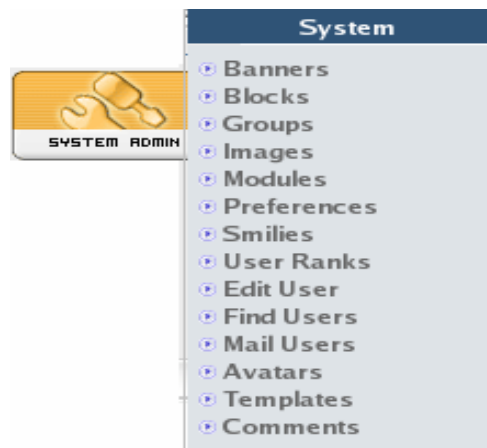 System
Banners
Blocks
Groups
SYSTEM ADMIN
Images
Modules
Preferences
Smilies
User Ranks
Edit User
Find Users
Mail Users
Avatars
Templates
Comments